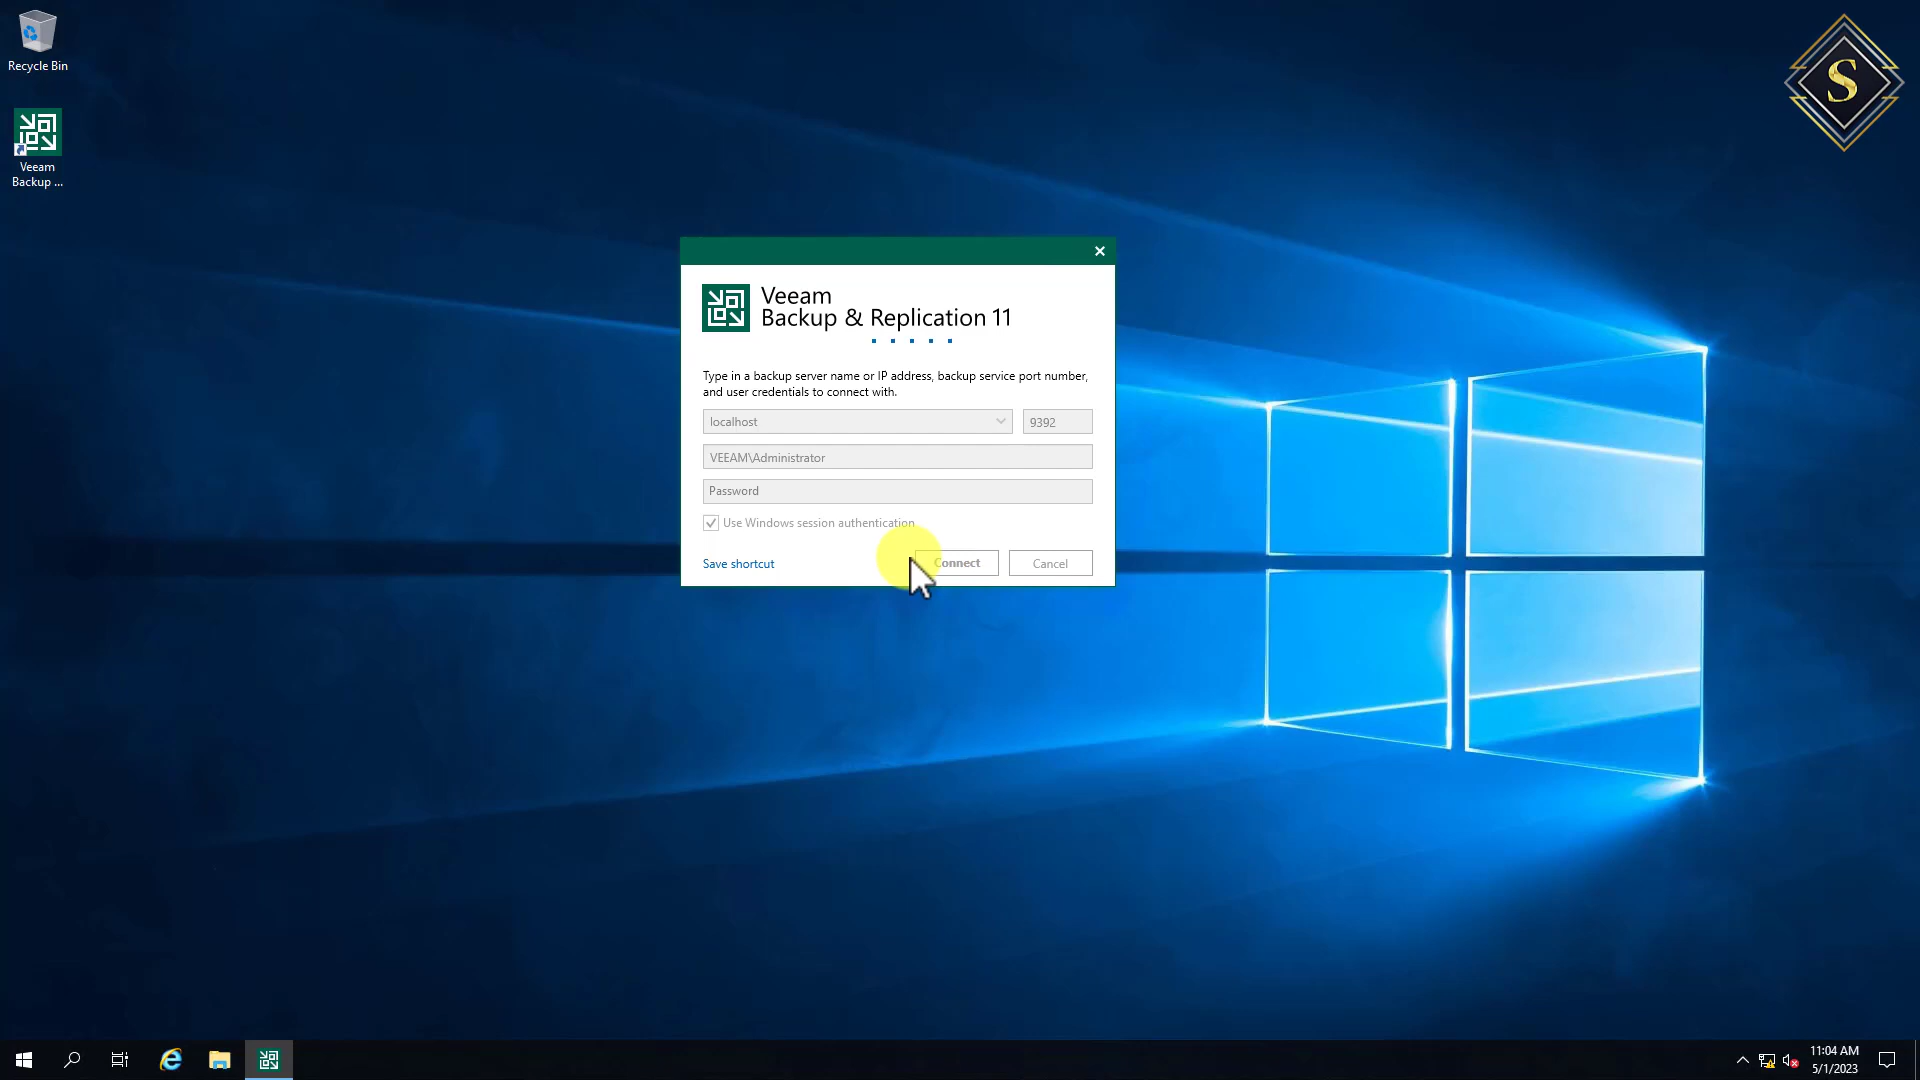 Recycle Bin
Veeam
Backup ...
S
Veeam
Backup & Replication 11
Type in a backup server name or IP address, backup service port number,
and user credentials to connect with.
localhost
9392
VEEAM\Administrator
Password
Use Windows session authentication
Save shortcut
Connect
Cancel
11:04 AM
5/1/2023